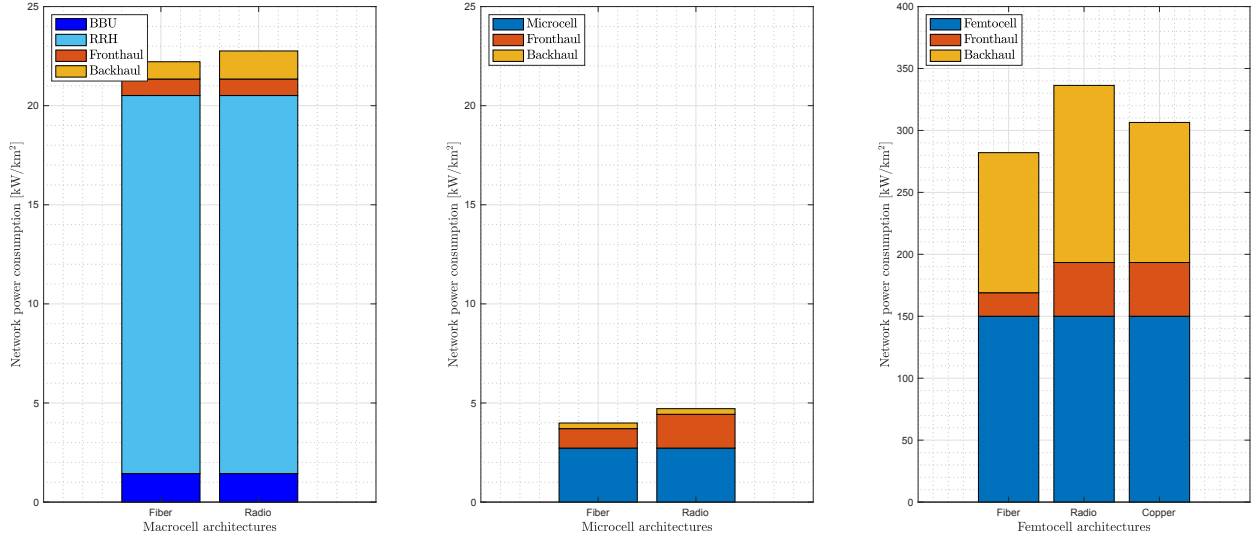 25
20
15
10
5
0
Network power consumption [kW/km²]
BBU
RRH
Fronthaul
Backhaul
Fiber
Radio
Macrocell architectures
25
20
15
10
5
0
Network power consumption [kW/km²]
Microcell
Fronthaul
Backhaul
Fiber
Radio
Microcell architectures
400
350
300
250
200
150
100
50
0
Network power consumption [kW/km²]
Femtocell
Fronthaul
Backhaul
Fiber
Radio
Copper
Femtocell architectures